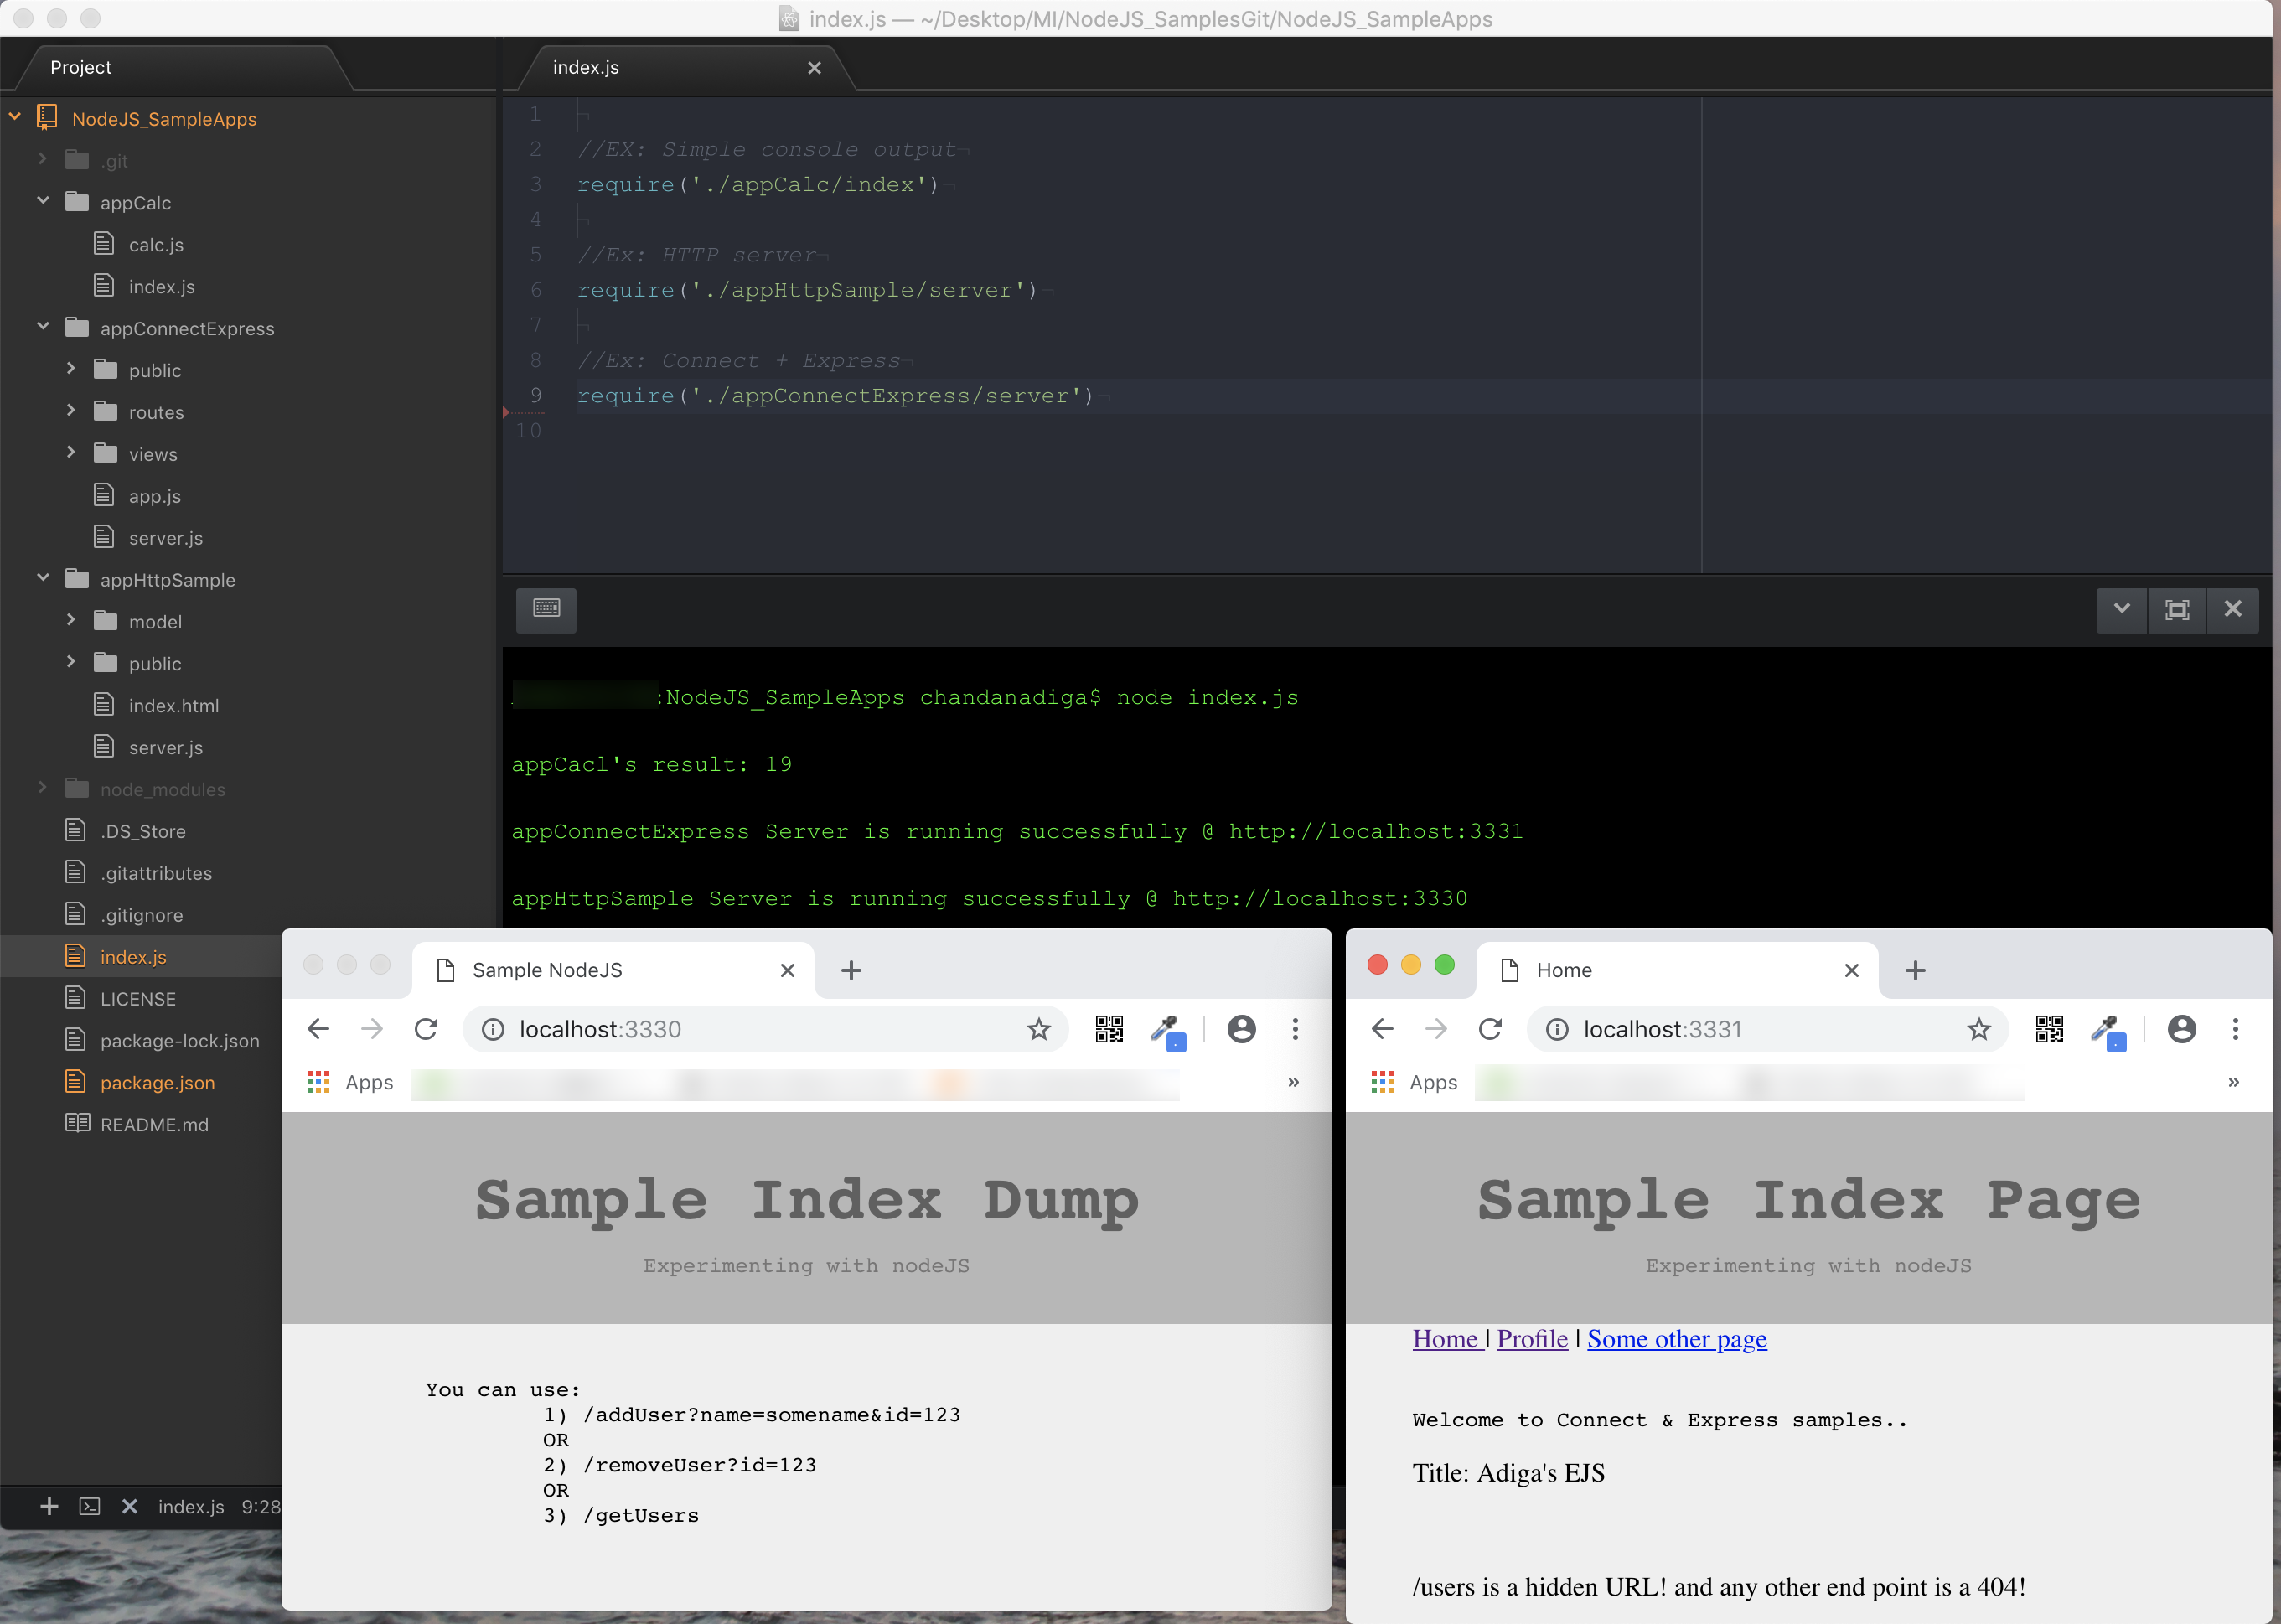 index.js — ~/Desktop/MI/NodeJS_SamplesGit/NodeJS_SampleApps
Project
index.js
NodeJS_SampleApps
.git
appCalc
calc.js
index.js
appConnectExpress
public
routes
views
app.js
server.js
appHttpSample
model
public
index.html
server.js
node_modules
.DS_Store
.gitattributes
.gitignore
index.js
LICENSE
package-lock.json
package.json
README.md
1
2 //EX: Simple console output
3 require('./appCalc/index')
4
5 //Ex: HTTP server
6 require('./appHttpSample/server')
7
8 //Ex: Connect + Express
9 require('./appConnectExpress/server')
10
:NodeJS_SampleApps chandanadiga$ node index.js
appCacl's result: 19
appConnectExpress Server is running successfully @ http://localhost:3331
appHttpSample Server is running successfully @ http://localhost:3330
Sample NodeJS
localhost:3330
Apps
»
Sample Index Dump
Experimenting with nodeJS
You can use:
1) /addUser?name=somename&id=123
OR
2) /removeUser?id=123
OR
3) /getUsers
Home
localhost:3331
Apps
»
Sample Index Page
Experimenting with nodeJS
Home | Profile | Some other page
Welcome to Connect & Express samples..
Title: Adiga's EJS
/users is a hidden URL! and any other end point is a 404!
index.js 9:28